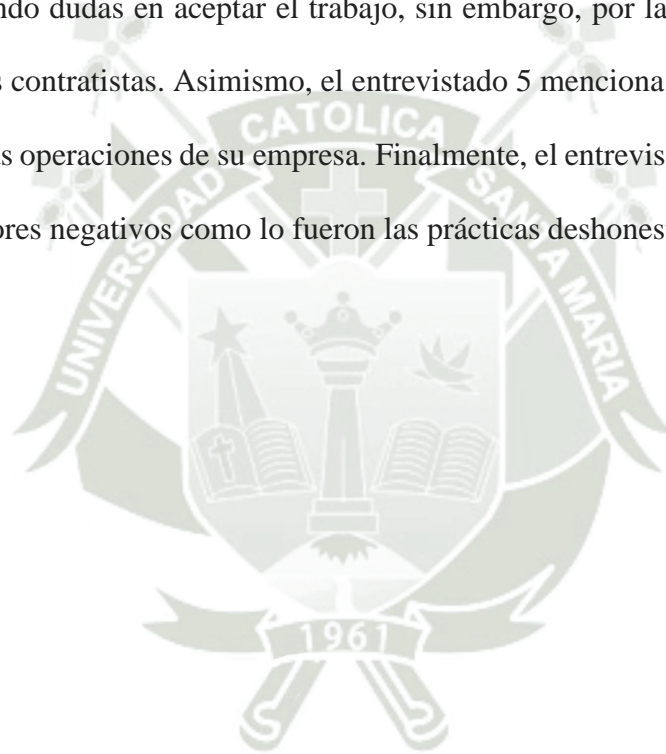 ndo dudas en aceptar el trabajo, sin embargo, por la
s contratistas. Asimismo, el entrevistado 5 menciona
s operaciones de su empresa. Finalmente, el entrevis
ores negativos como lo fueron las prácticas deshones
UNIVERSIDAD CATOLICA SANTA MARIA
1961